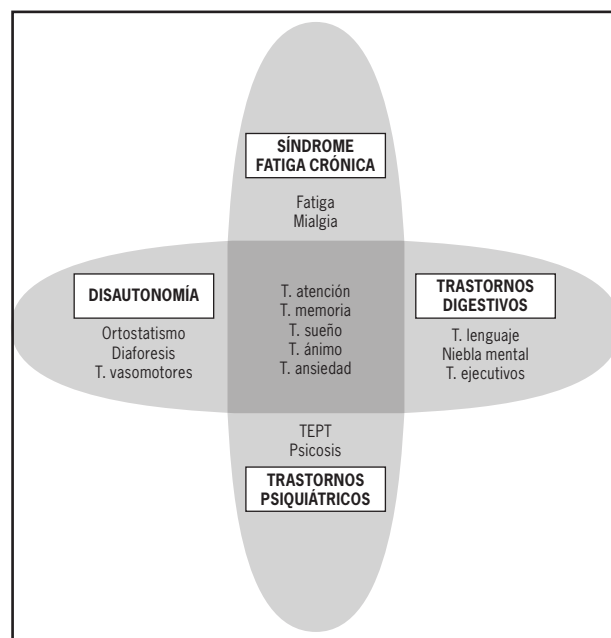 SÍNDROME
FATIGA CRÓNICA
Fatiga
Mialgia
DISAUTONOMÍA
Ortostatismo
Diaforesis
T. vasomotores
T. atención
T. memoria
T. sueño
T. ánimo
T. ansiedad
TRASTORNOS
DIGESTIVOS
T. lenguaje
Niebla mental
T. ejecutivos
TEPT
Psicosis
TRASTORNOS
PSIQUIÁTRICOS